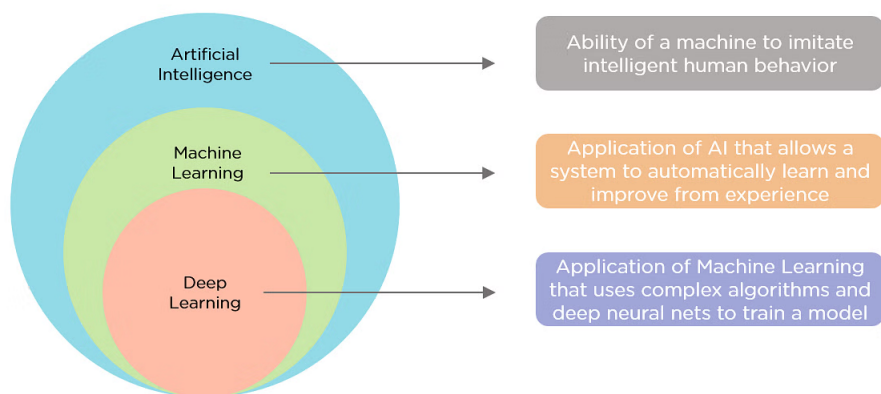 Artificial
Intelligence
Ability of a machine to imitate
intelligent human behavior
Machine
Learning
Application of AI that allows a
system to automatically learn and
improve from experience
Deep
Learning
Application of Machine Learning
that uses complex algorithms and
deep neural nets to train a model